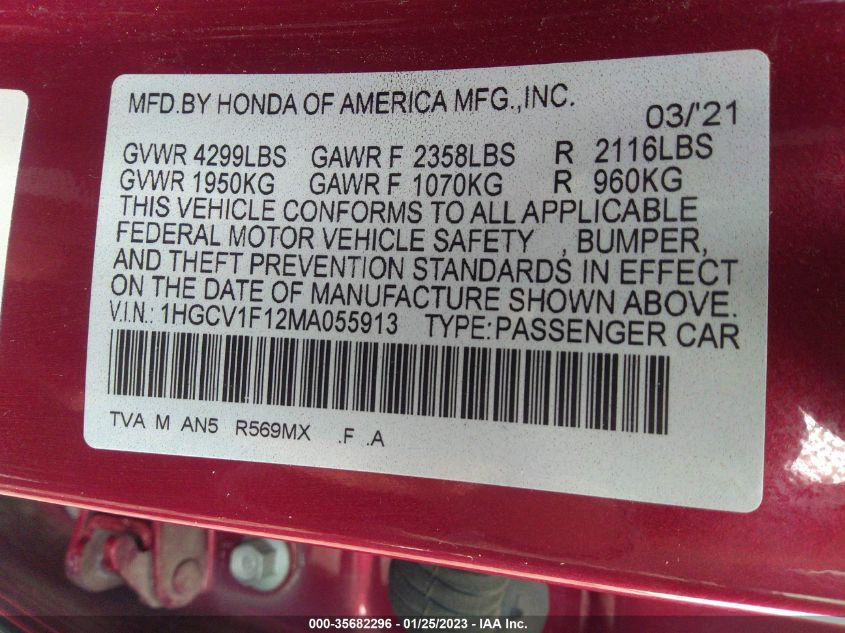 MFD.BY HONDA OF AMERICA MFG.,INC. 03/'21
GVWR 4299LBS GAWR F 2358LBS R 2116LBS
GVWR 1950KG GAWR F 1070KG R 960KG
THIS VEHICLE CONFORMS TO ALL APPLICABLE
FEDERAL MOTOR VEHICLE SAFETY , BUMPER,
AND THEFT PREVENTION STANDARDS IN EFFECT
ON THE DATE OF MANUFACTURE SHOWN ABOVE.
V.I.N.: 1HGCV1F12MA055913 TYPE:PASSENGER CAR
TVA M AN5 R569MX .F .A
000-35682296 - 01/25/2023 - IAA Inc.